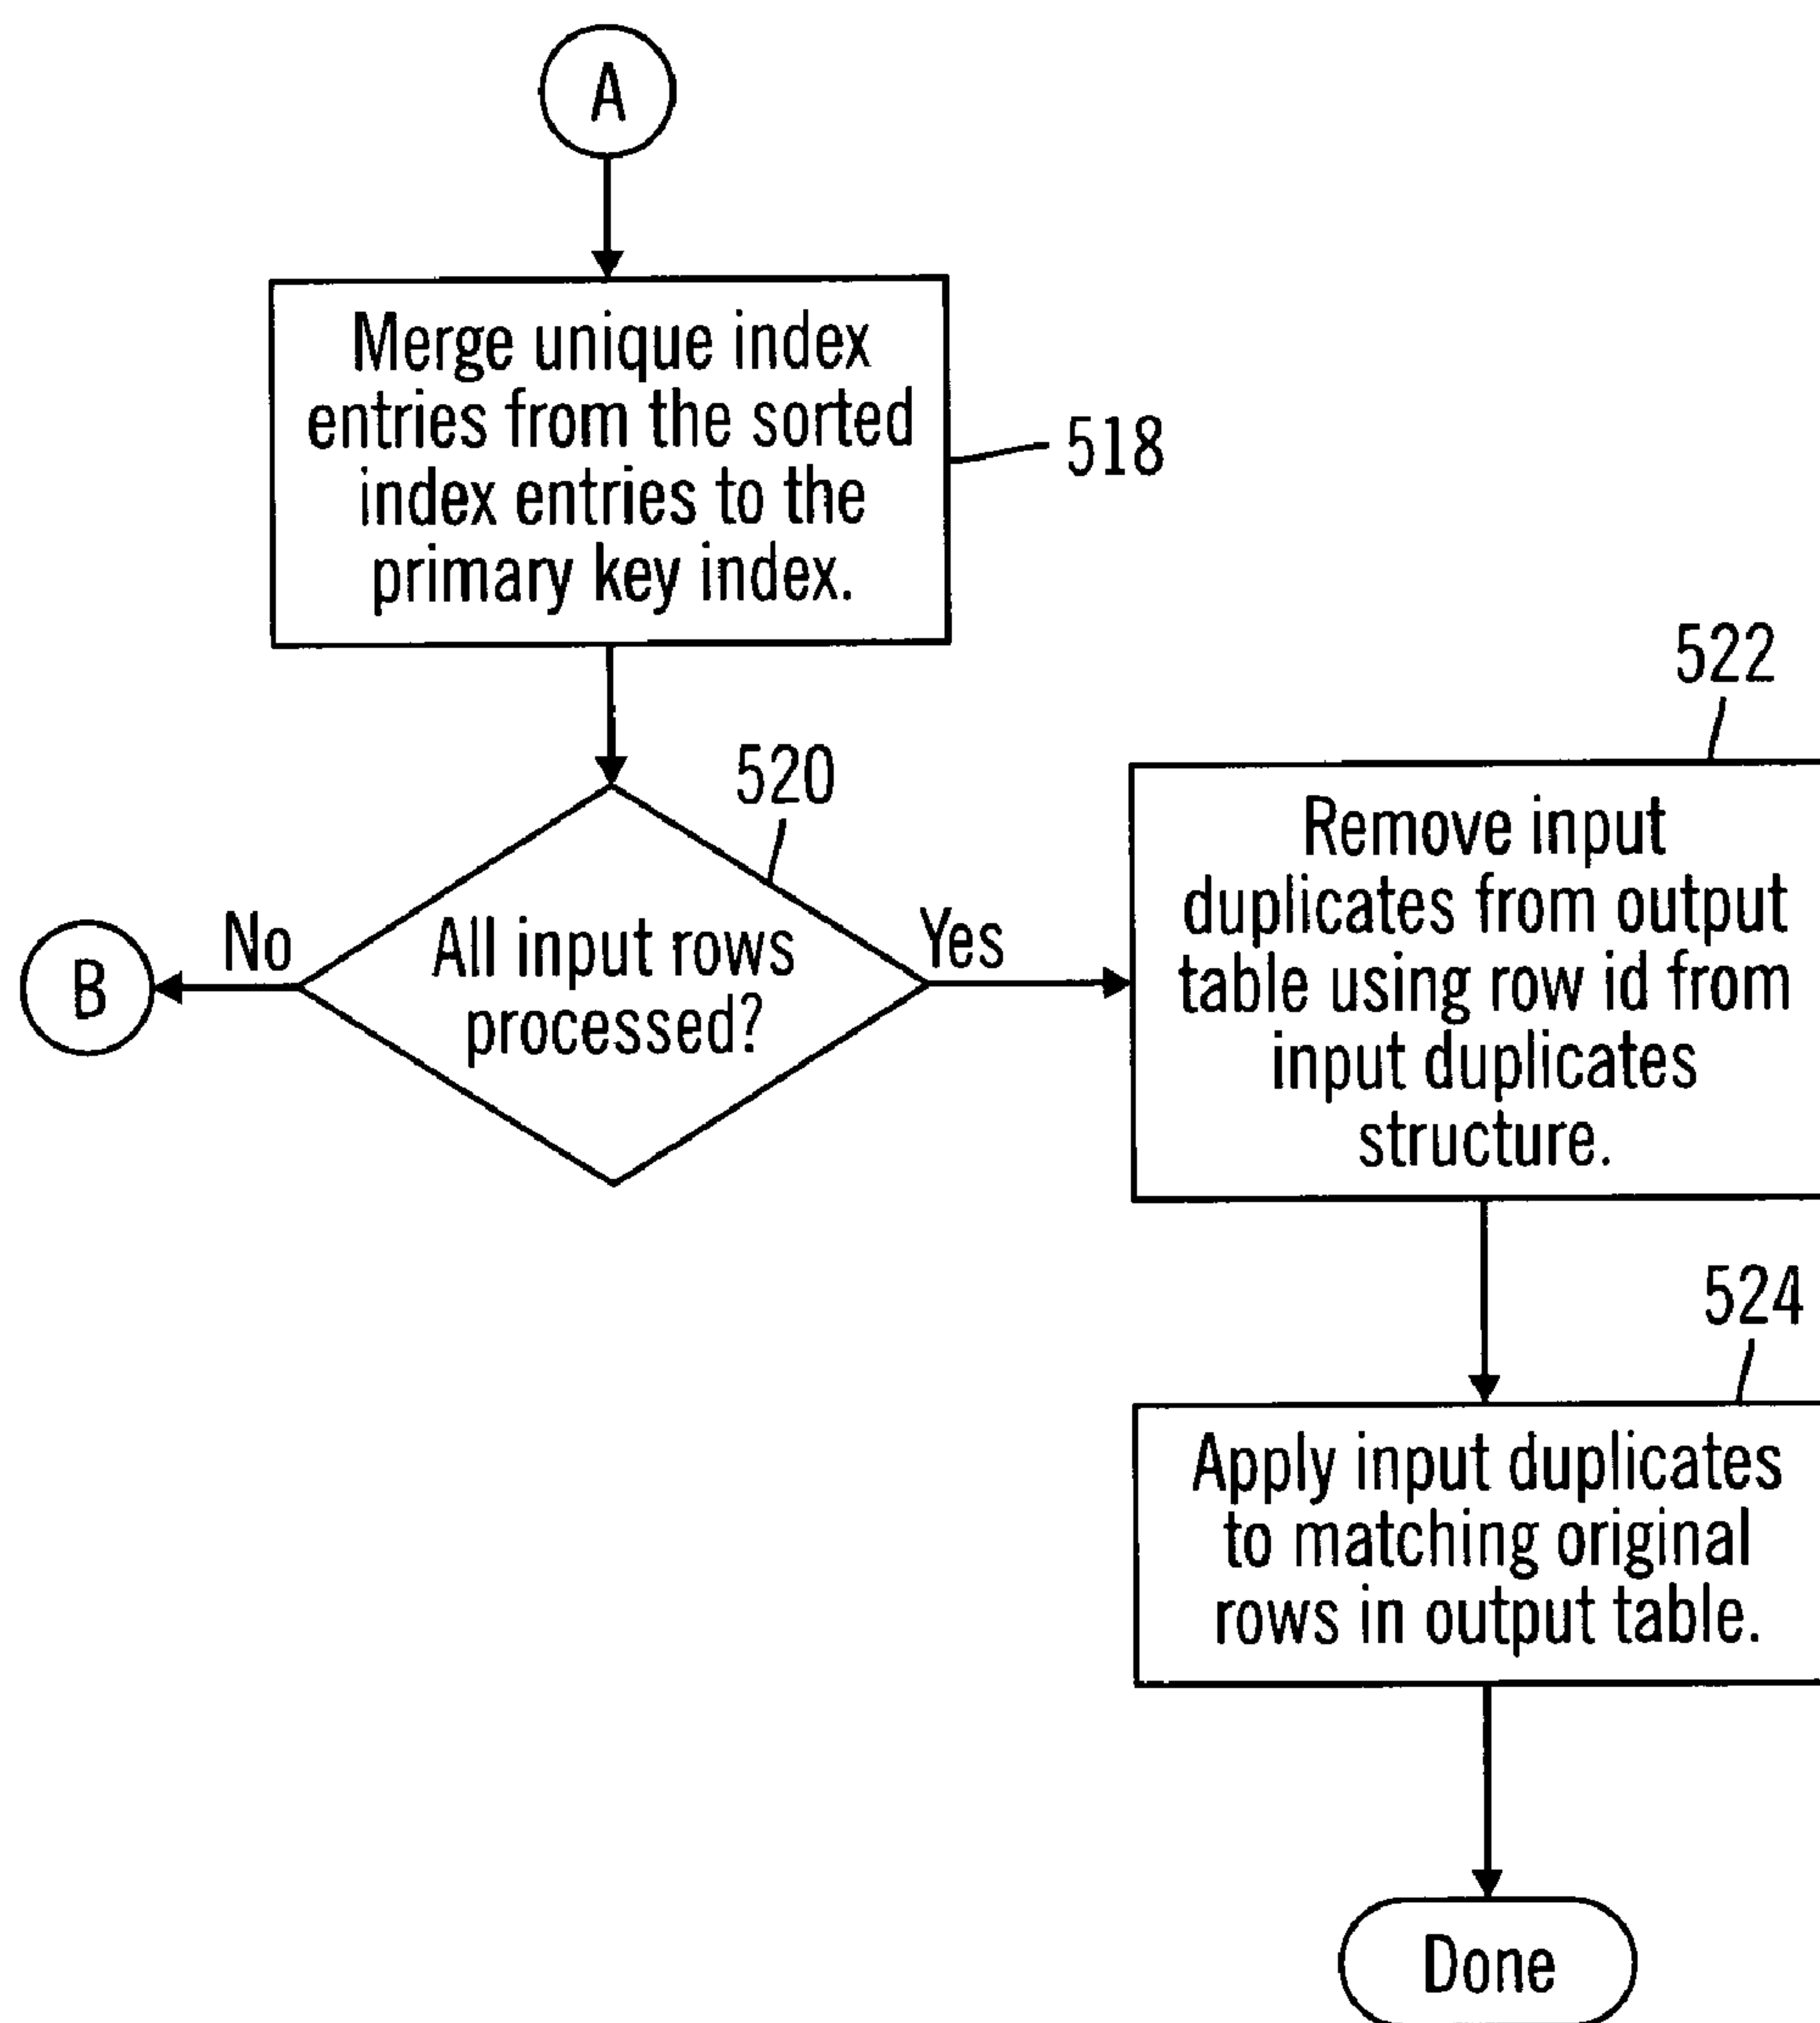 A
Merge unique index
entries from the sorted
index entries to the
primary key index.
518
520
All input rows
processed?
No
B
Yes
522
Remove input
duplicates from output
table using row id from
input duplicates
structure.
524
Apply input duplicates
to matching original
rows in output table.
Done